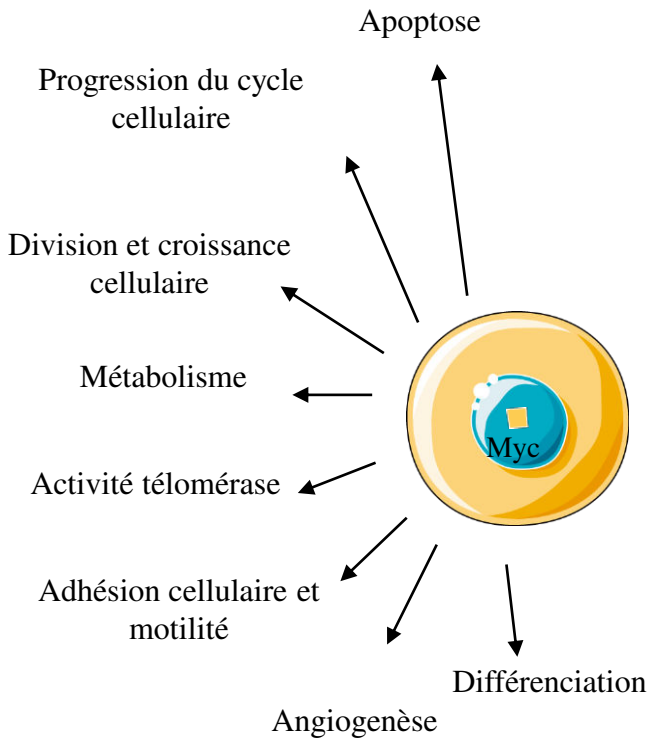 Apoptose
Progression du cycle
cellulaire
Division et croissance
cellulaire
Métabolisme
Myc
Activité télomérase
Adhésion cellulaire et
motilité
Différenciation
Angiogenèse